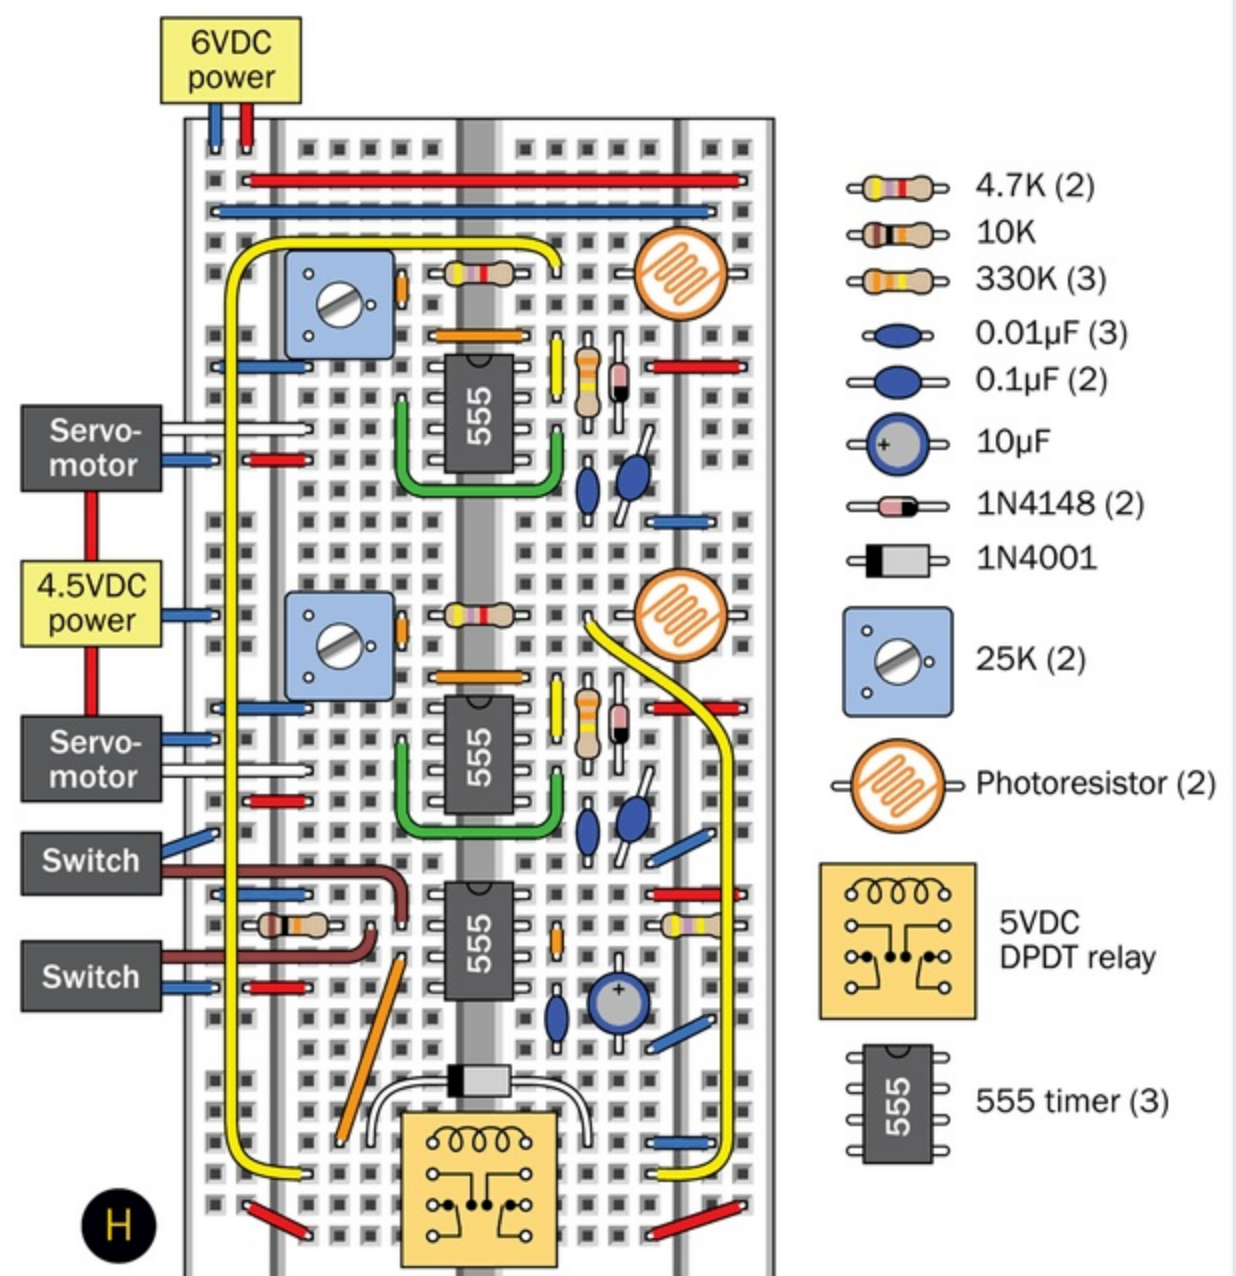 6VDC
power
555
Servo-
motor
4.5VDC
power
555
Servo-
motor
Switch
555
Switch
+
H
4.7K (2)
10K
330K (3)
0.01µF (3)
0.1µF (2)
+
10µF
1N4148 (2)
1N4001
25K (2)
Photoresistor (2)
5VDC
DPDT relay
555
555 timer (3)